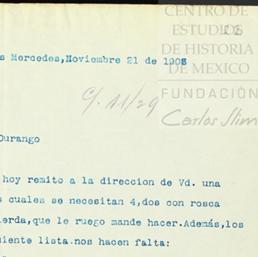 CENTRO DE
ESTUDIOS
DE HISTORIA
DE MEXICO
FUNDACIÓN
Carlos Slim
s Mercedes,Noviembre 21 de 1908
C/. 11/29
Durango
hoy remito a la direccion de Vd. una
s cuales se necesitan 4,dos con rosca
ierda,que le ruego mande hacer.Además,los
uiente lista.nos hacen falta: